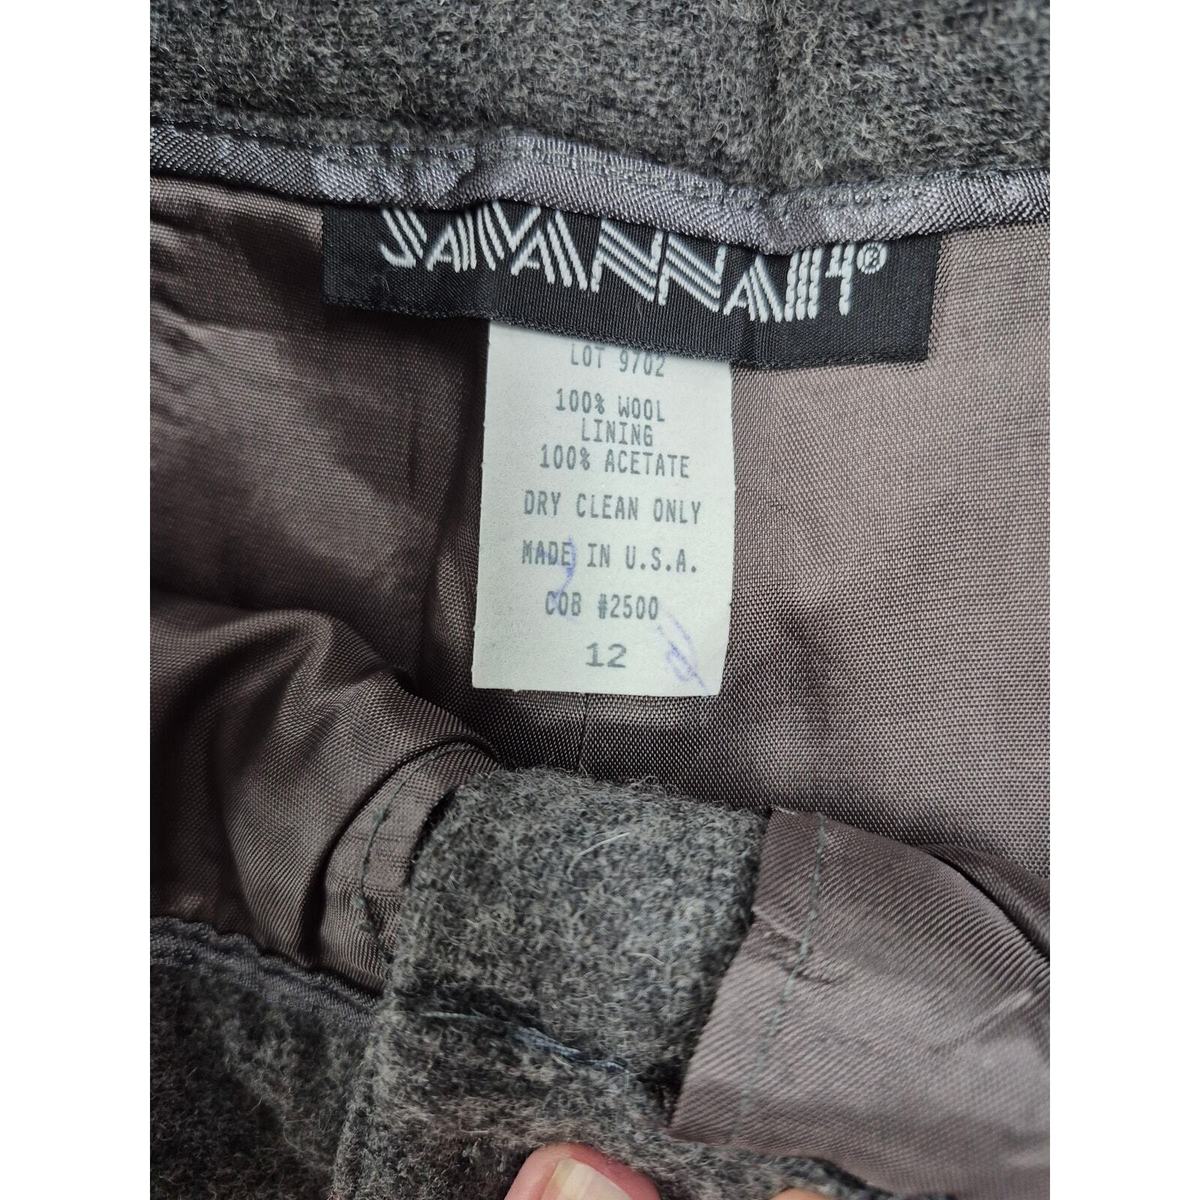 SAVANNAH®
LOT 9702
100% WOOL
LINING
100% ACETATE
DRY CLEAN ONLY
MADE IN U.S.A.
COB #2500
12